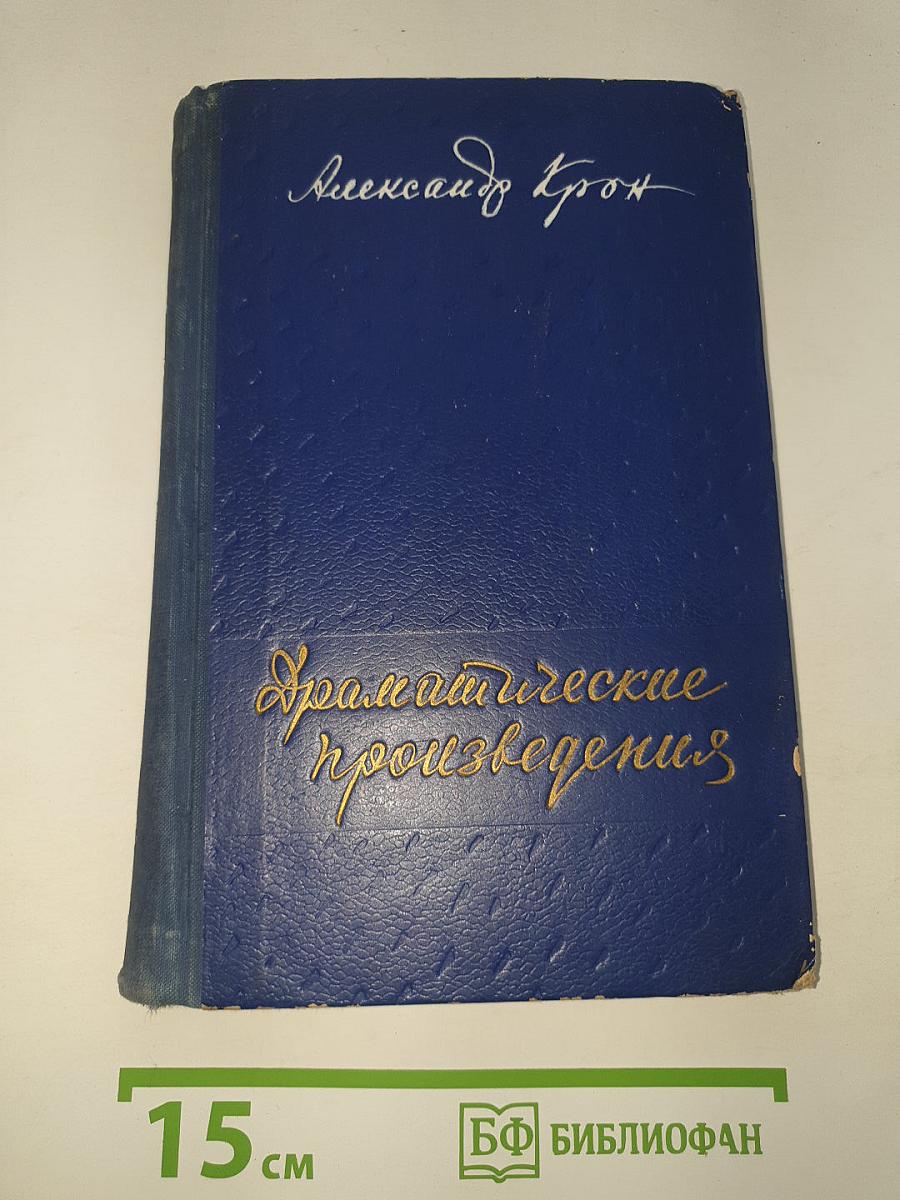 Александр Крон
Драматические
произведения
15 см
БФ БИБЛИОФАН